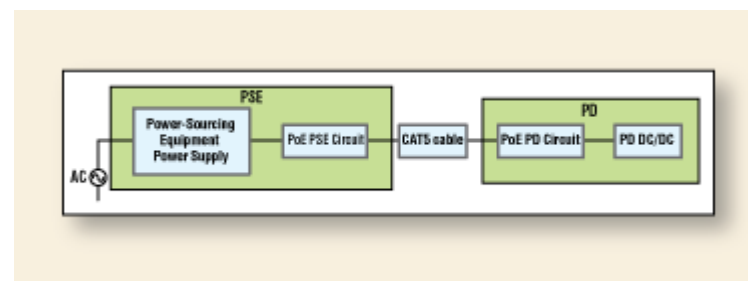 PSE
Power-Sourcing
Equipment
Power Supply
PoE PSE Circuit
CAT5 cable
PD
PoE PD Circuit
PD DC/DC
AC